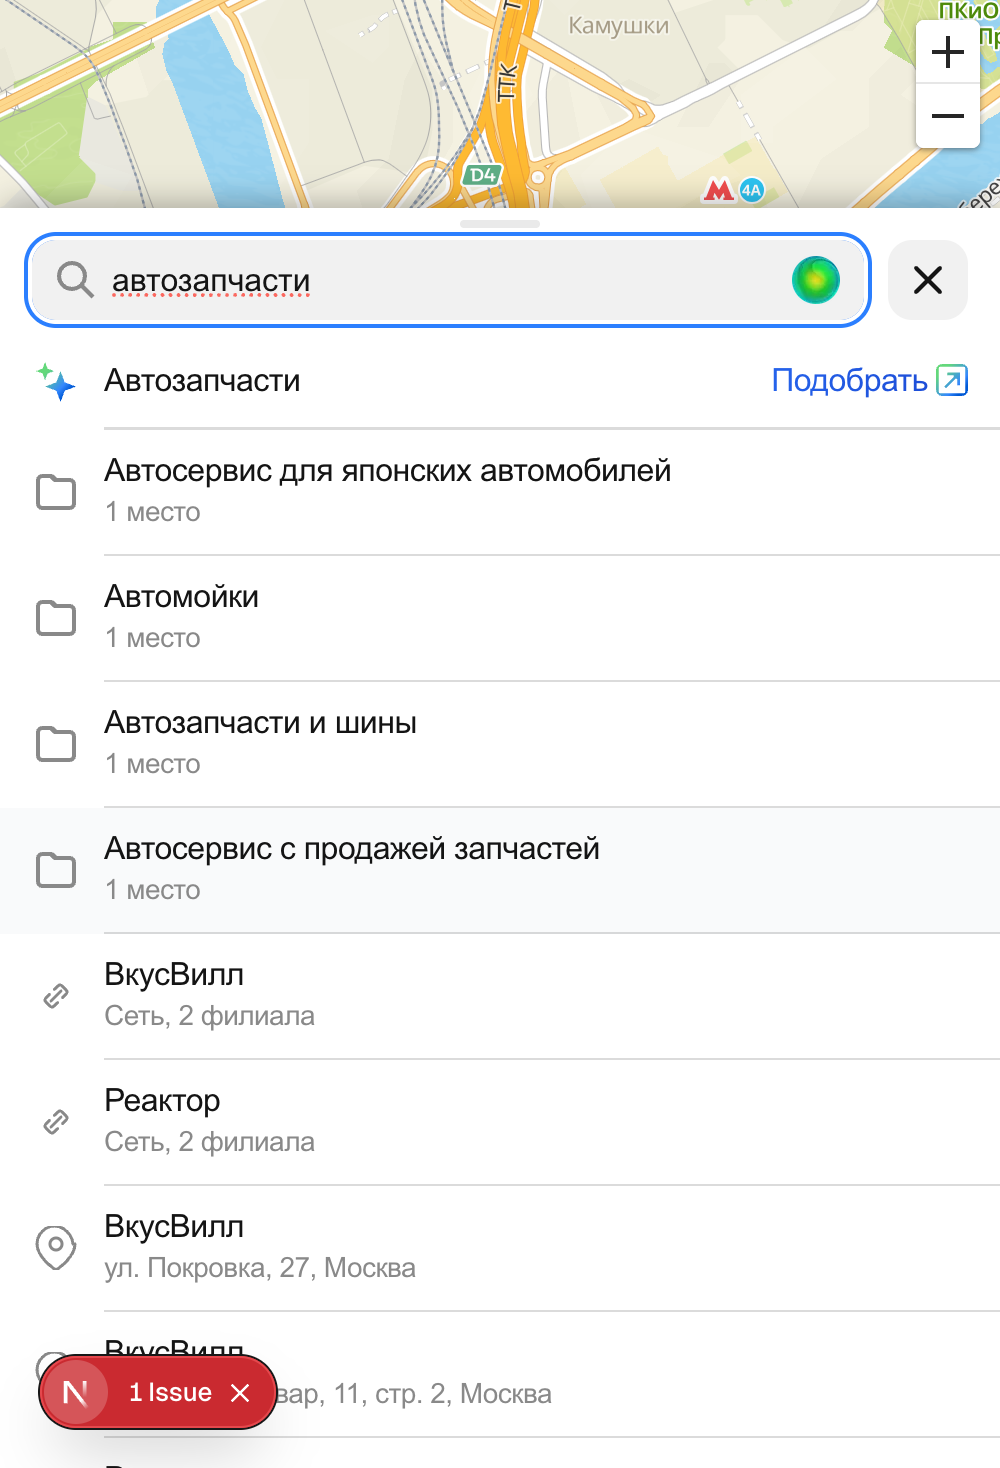 Камушки
ПКиО
Пр
ТТК
D4
4А
автозапчасти
Автозапчасти
Подобрать
Автосервис для японских автомобилей
1 место
Автомойки
1 место
Автозапчасти и шины
1 место
Автосервис с продажей запчастей
1 место
ВкусВилл
Сеть, 2 филиала
Реактор
Сеть, 2 филиала
ВкусВилл
ул. Покровка, 27, Москва
ВкусВилл
вар, 11, стр. 2, Москва
N 1 Issue